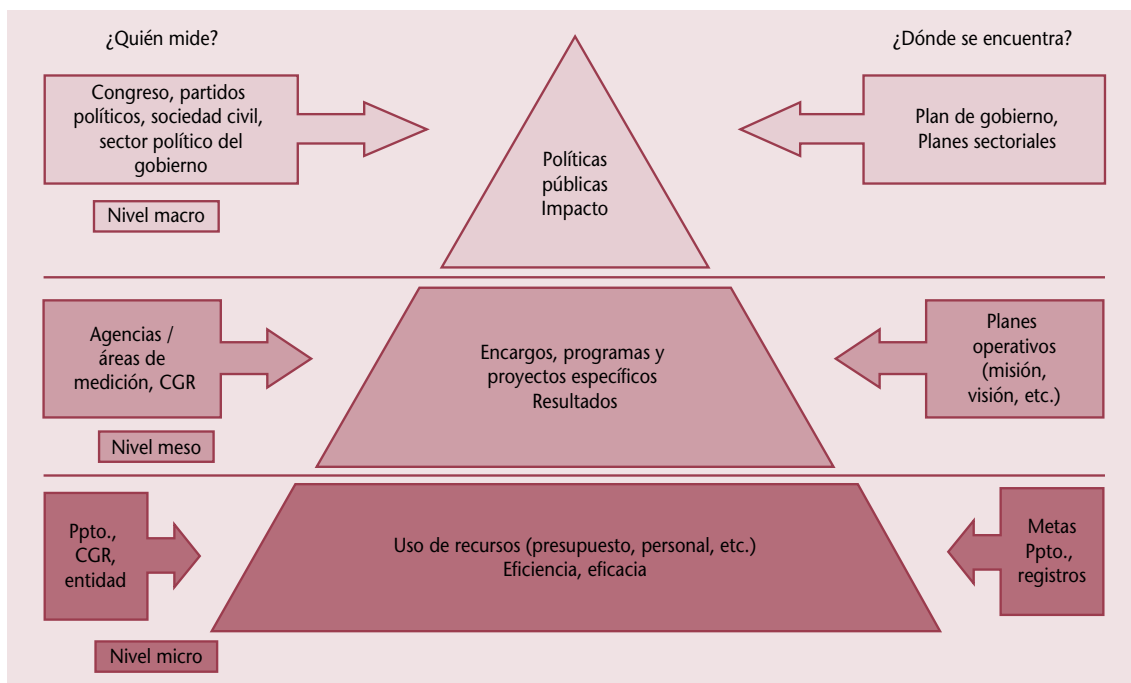 ¿Quién mide?
¿Dónde se encuentra?
Congreso, partidos
políticos, sociedad civil,
sector político del
gobierno
Políticas
públicas
Impacto
Plan de gobierno,
Planes sectoriales
Nivel macro
Agencias /
áreas de
medición, CGR
Encargos, programas y
proyectos específicos
Resultados
Planes
operativos
(misión,
visión, etc.)
Nivel meso
Ppto.,
CGR,
entidad
Uso de recursos (presupuesto, personal, etc.)
Eficiencia, eficacia
Metas
Ppto.,
registros
Nivel micro